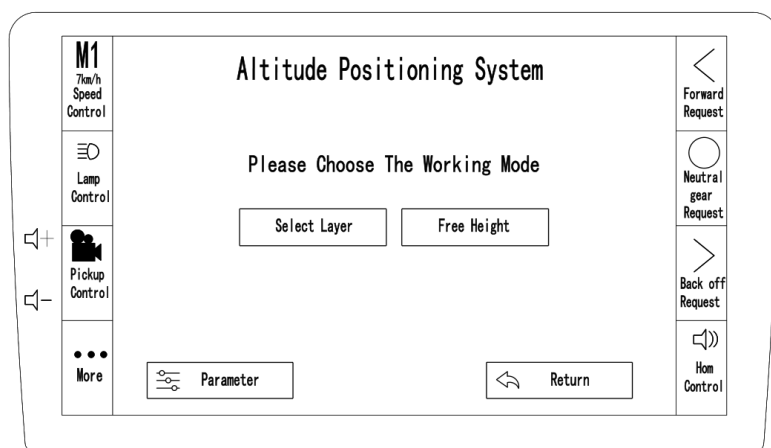 M1
7km/h
Speed
Control
Lamp
Control
Pickup
Control
More
Altitude Positioning System
Please Choose The Working Mode
Select Layer
Free Height
Parameter
Return
Forward
Request
Neutral
gear
Request
Back off
Request
Hom
Control